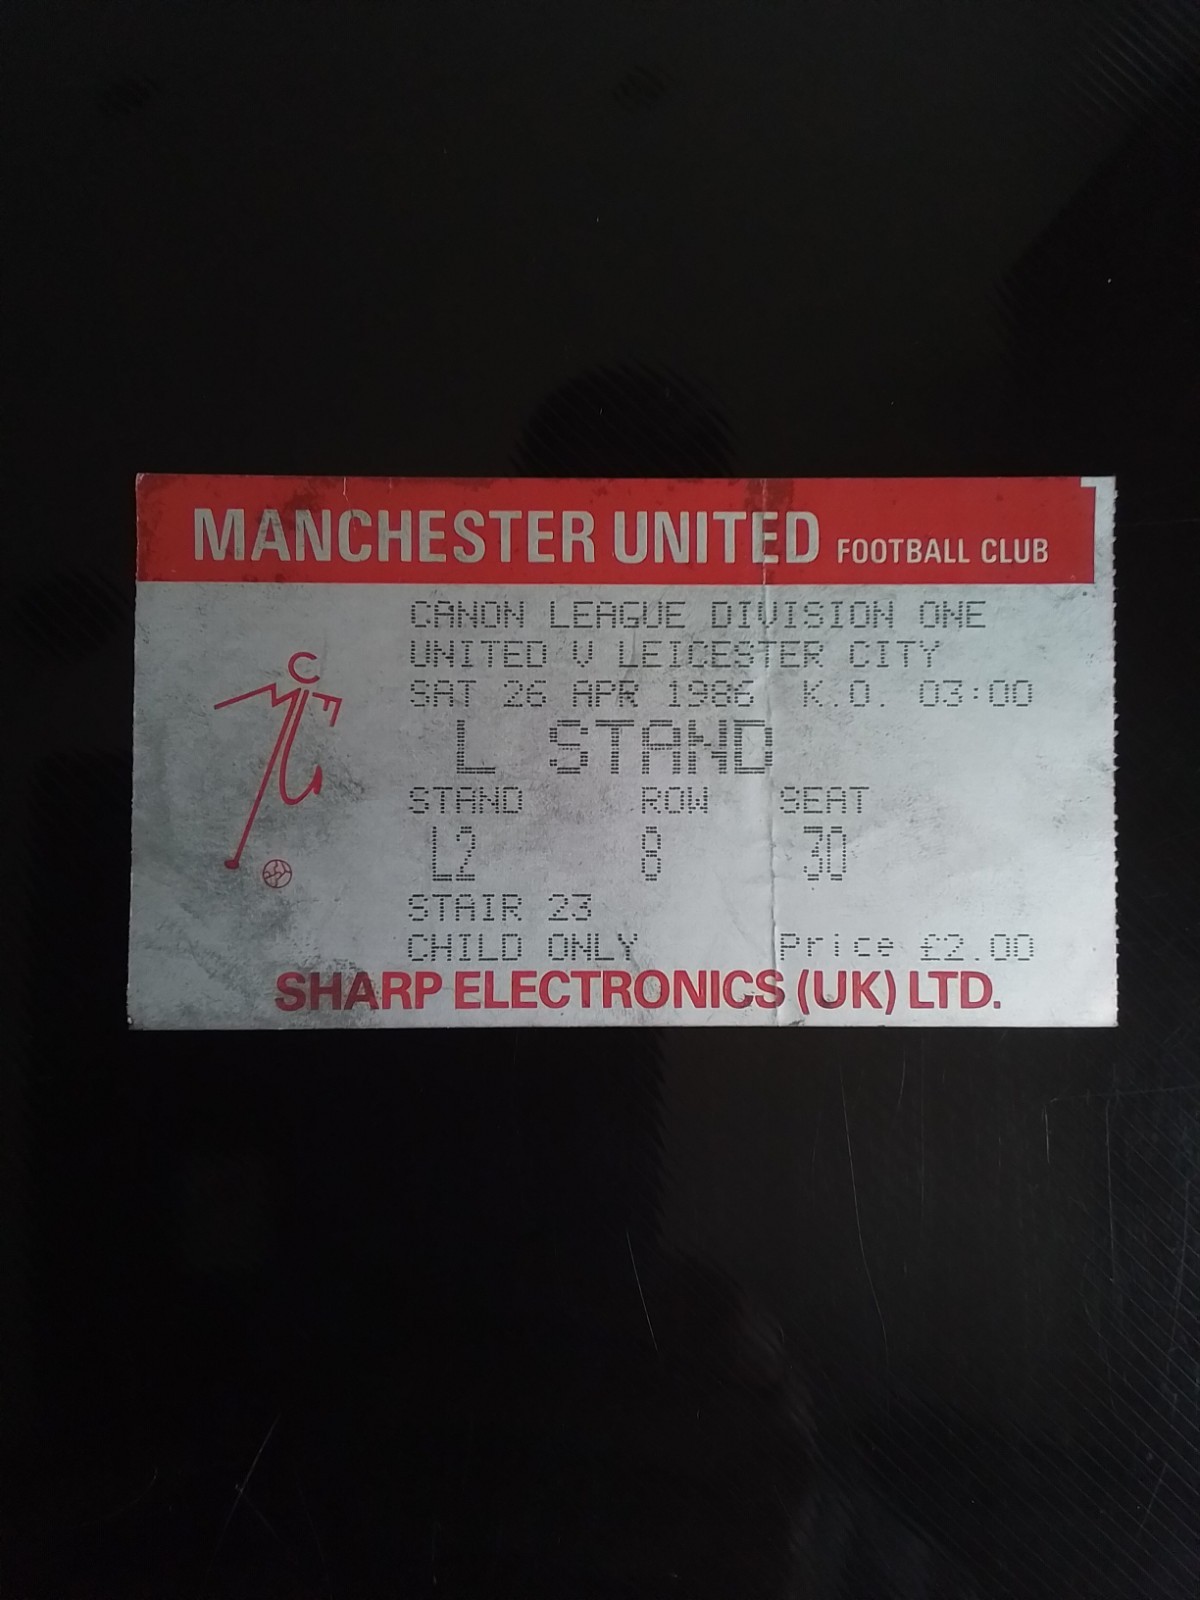 MANCHESTER UNITED FOOTBALL CLUB
CANON LEAGUE DIVISION ONE
UNITED V LEICESTER CITY
SAT 26 APR 1986 K.O. 03:00
L STAND
STAND ROW SEAT
L2 8 30
STAIR 23
CHILD ONLY Price £2.00
SHARP ELECTRONICS (UK) LTD.